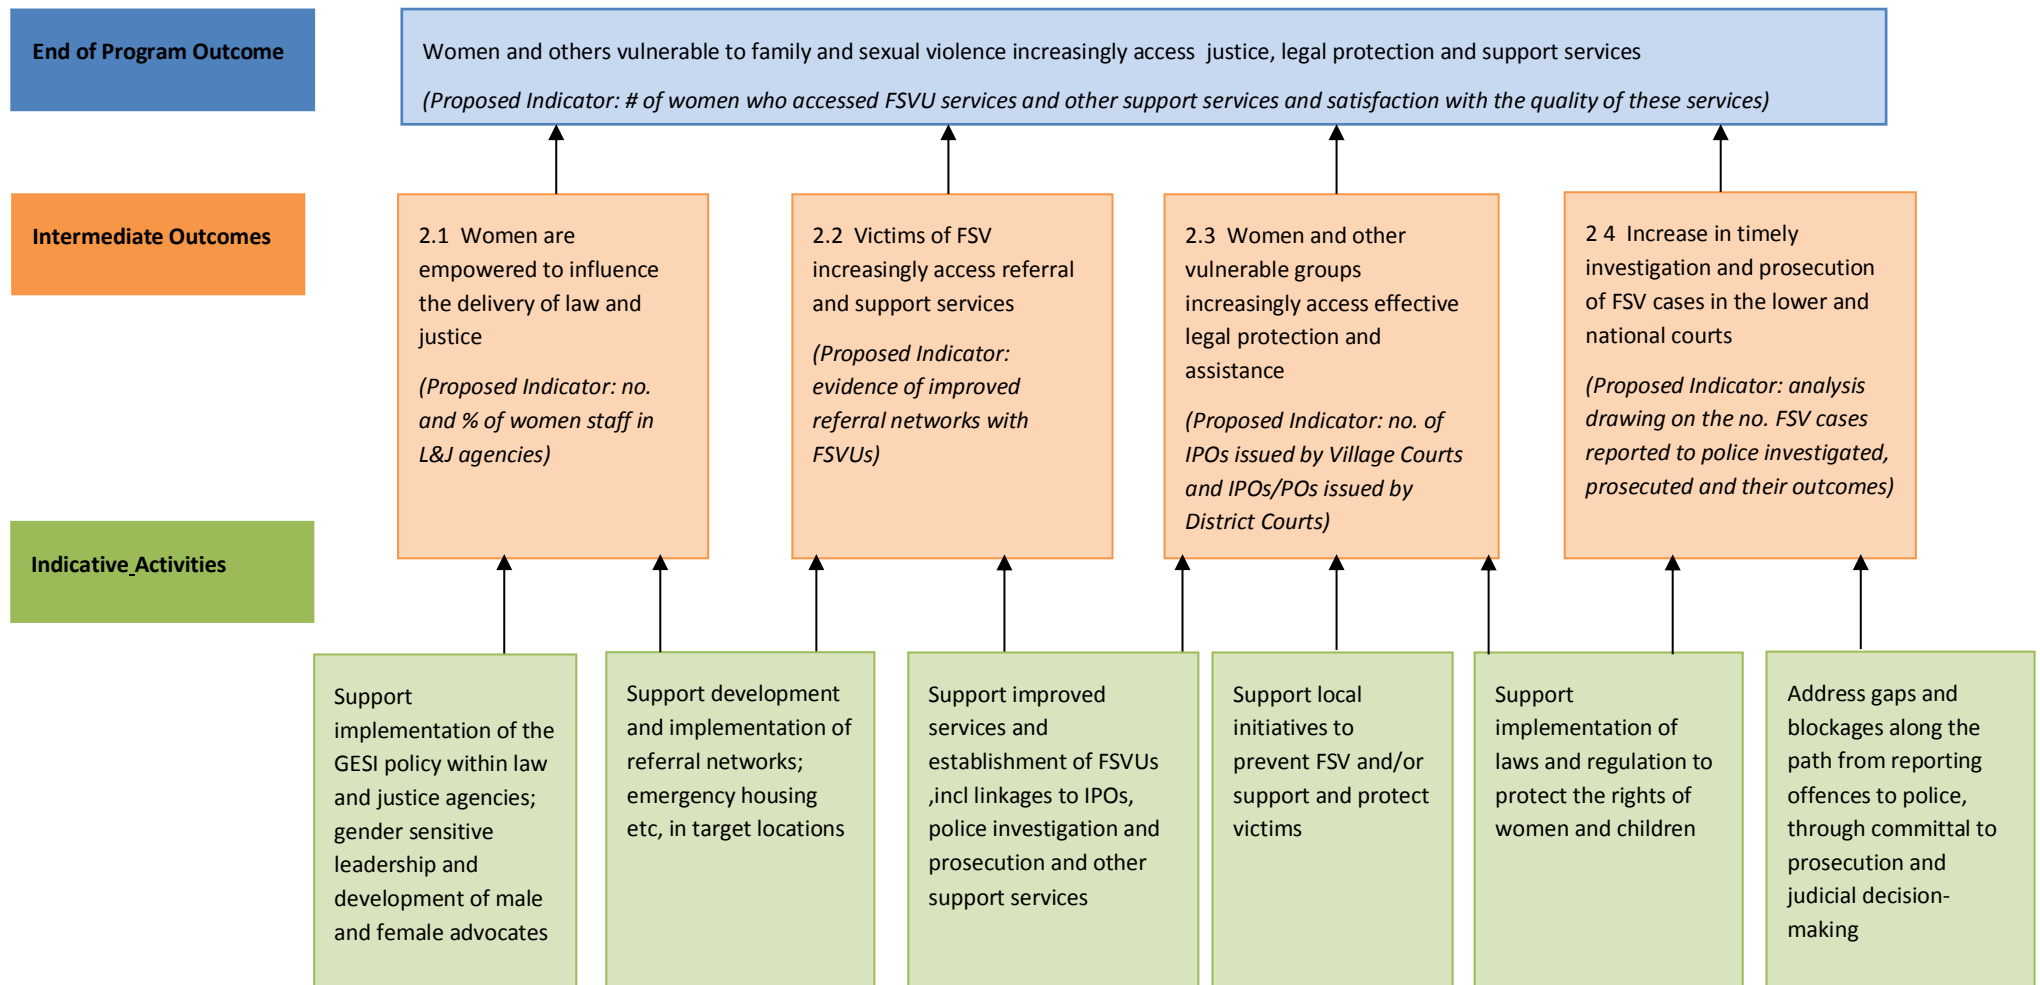 End of Program Outcome
Women and others vulnerable to family and sexual violence increasingly access  justice, legal protection and support services
(Proposed Indicator: # of women who accessed FSVU services and other support services and satisfaction with the quality of these services)
Intermediate Outcomes
2.1  Women are
empowered to influence
the delivery of law and
justice
(Proposed Indicator: no.
and % of women staff in
L&J agencies)
2.2  Victims of FSV
increasingly access referral
and support services
(Proposed Indicator:
evidence of improved
referral networks with
FSVUs)
2.3  Women and other
vulnerable groups
increasingly access effective
legal protection and
assistance
(Proposed Indicator: no. of
IPOs issued by Village Courts
and IPOs/POs issued by
District Courts)
2 4  Increase in timely
investigation and prosecution
of FSV cases in the lower and
national courts
(Proposed Indicator: analysis
drawing on the no. FSV cases
reported to police investigated,
prosecuted and their outcomes)
Indicative Activities
Support
implementation of the
GESI policy within law
and justice agencies;
gender sensitive
leadership and
development of male
and female advocates
Support development
and implementation of
referral networks;
emergency housing
etc, in target locations
Support improved
services and
establishment of FSVUs
,incl linkages to IPOs,
police investigation and
prosecution and other
support services
Support local
initiatives to
prevent FSV and/or
support and protect
victims
Support
implementation of
laws and regulation to
protect the rights of
women and children
Address gaps and
blockages along the
path from reporting
offences to police,
through committal to
prosecution and
judicial decision-
making